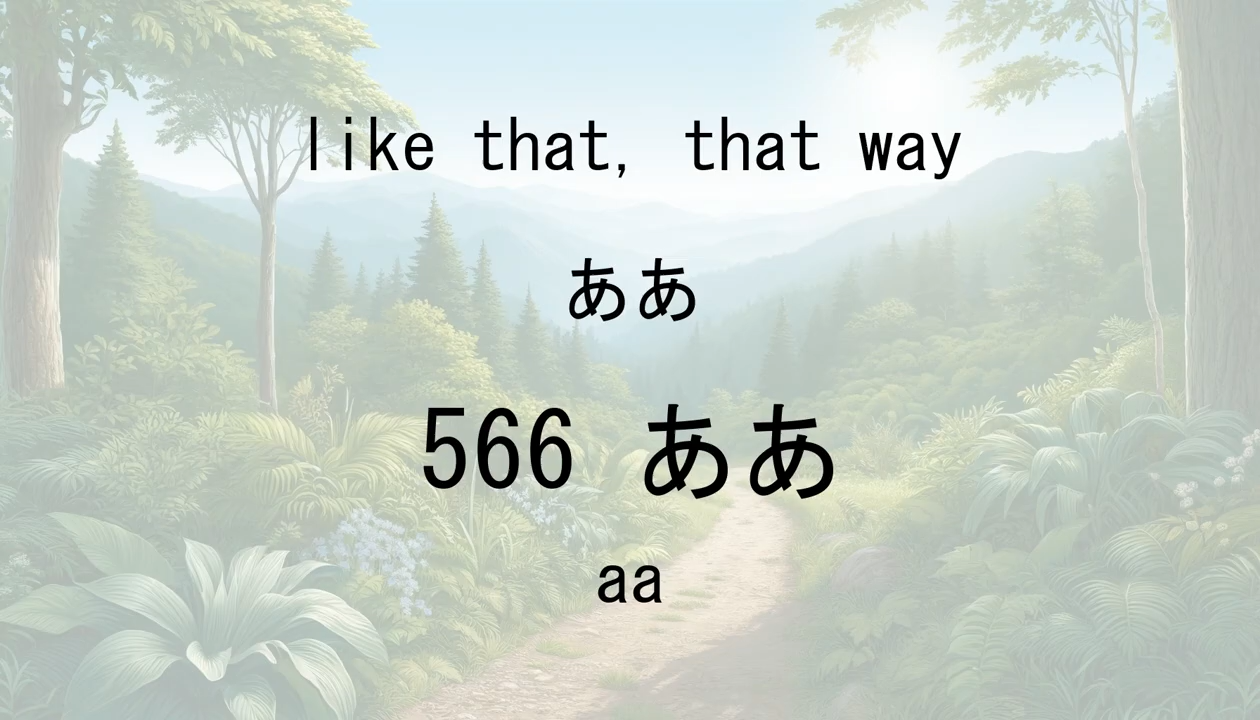 like that, that way
ああ
566 ああ
aa